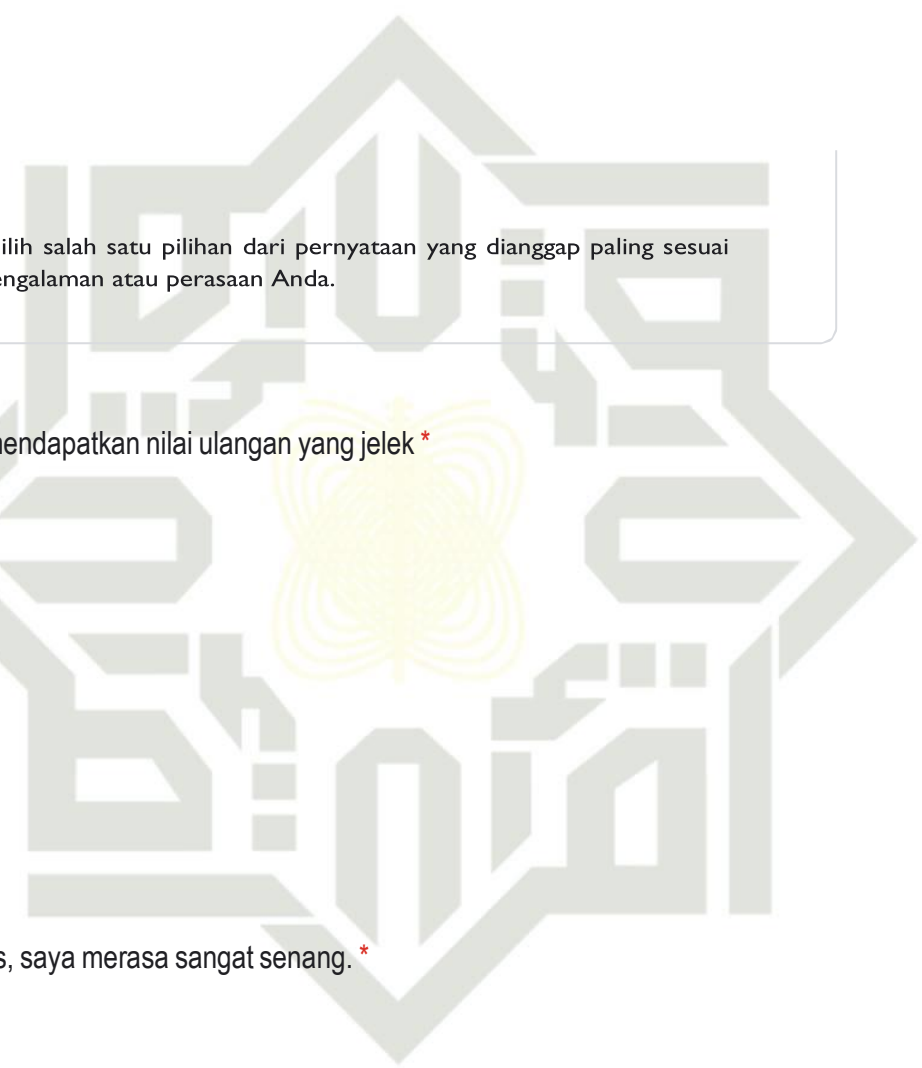 ilih salah satu pilihan dari pernyataan yang dianggap paling sesuai
engalaman atau perasaan Anda.
mendapatkan nilai ulangan yang jelek *
s, saya merasa sangat senang. *